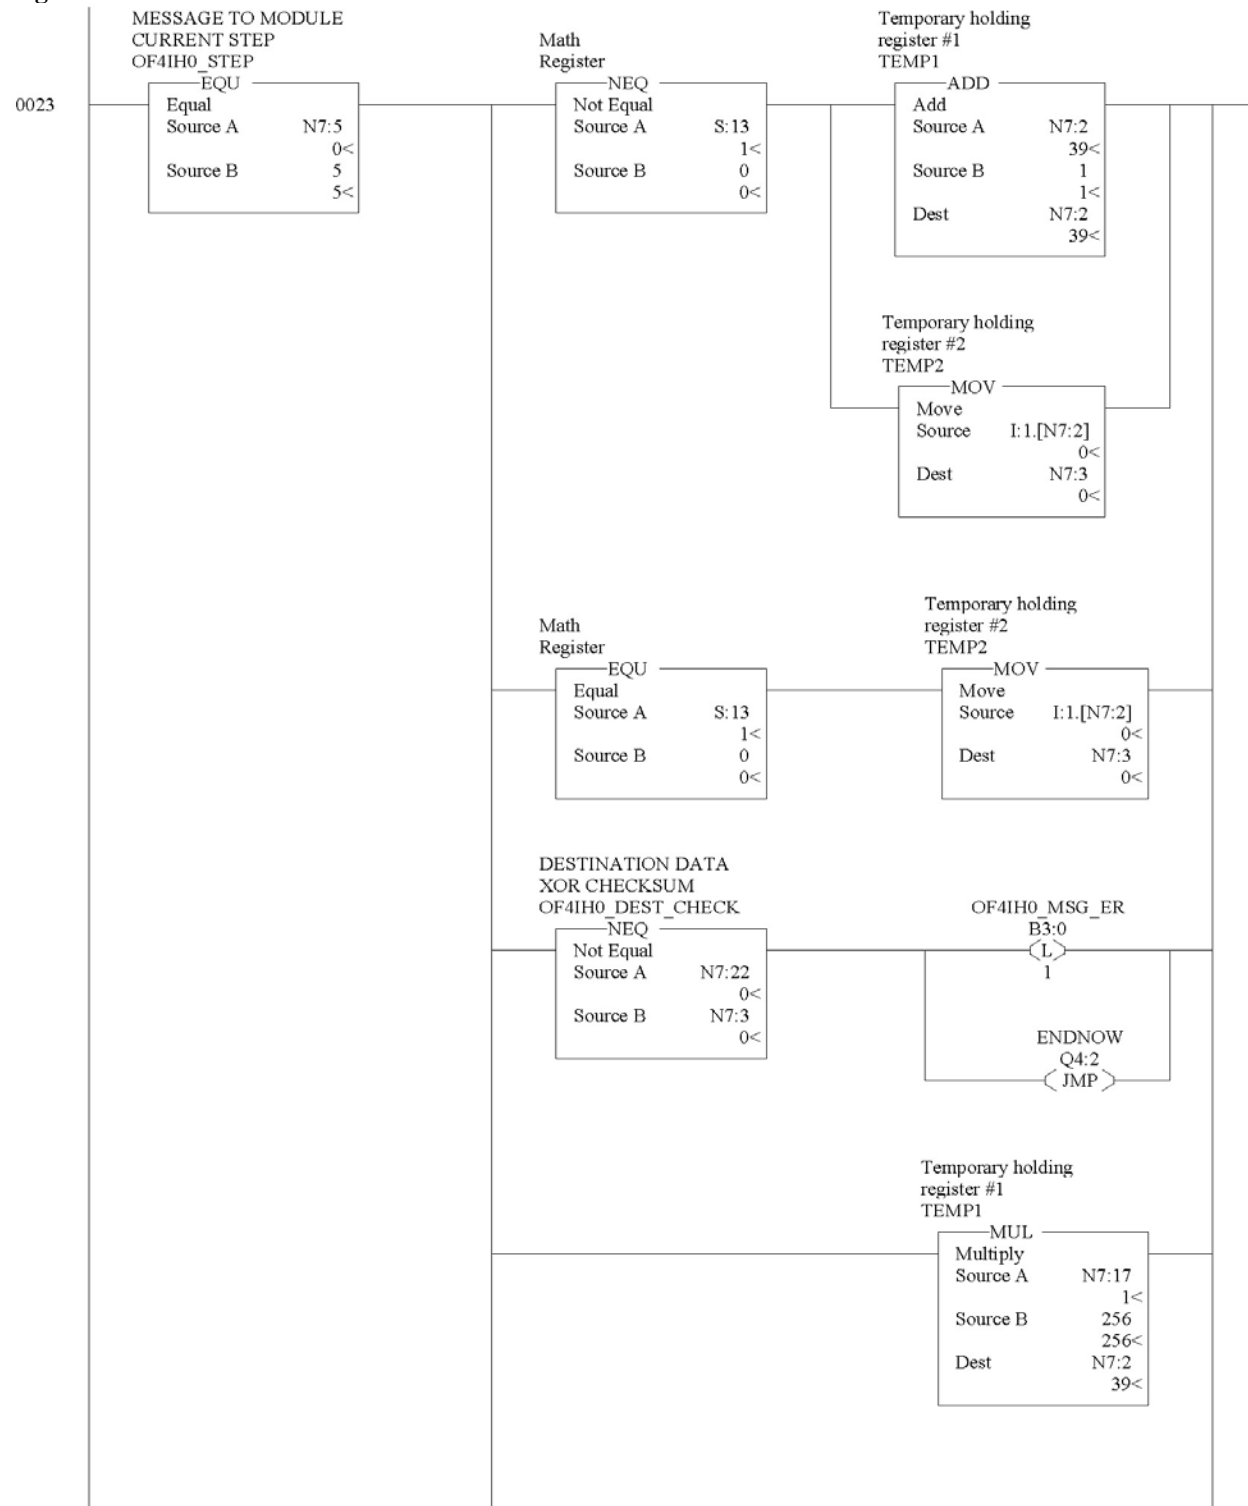 MESSAGE TO MODULE
CURRENT STEP
OF4IH0_STEP
EQU
Equal
Source A N7:5
0<
Source B 5
5<
0023
Math
Register
NEQ
Not Equal
Source A S:13
1<
Source B 0
0<
Temporary holding
register #1
TEMP1
ADD
Add
Source A N7:2
39<
Source B 1
1<
Dest N7:2
39<
Temporary holding
register #2
TEMP2
MOV
Move
Source I:1.[N7:2]
0<
Dest N7:3
0<
Math
Register
EQU
Equal
Source A S:13
1<
Source B 0
0<
Temporary holding
register #2
TEMP2
MOV
Move
Source I:1.[N7:2]
0<
Dest N7:3
0<
DESTINATION DATA
XOR CHECKSUM
OF4IH0_DEST_CHECK
NEQ
Not Equal
Source A N7:22
0<
Source B N7:3
0<
OF4IH0_MSG_ER
B3:0
L
1
ENDNOW
Q4:2
JMP
Temporary holding
register #1
TEMP1
MUL
Multiply
Source A N7:17
1<
Source B 256
256<
Dest N7:2
39<